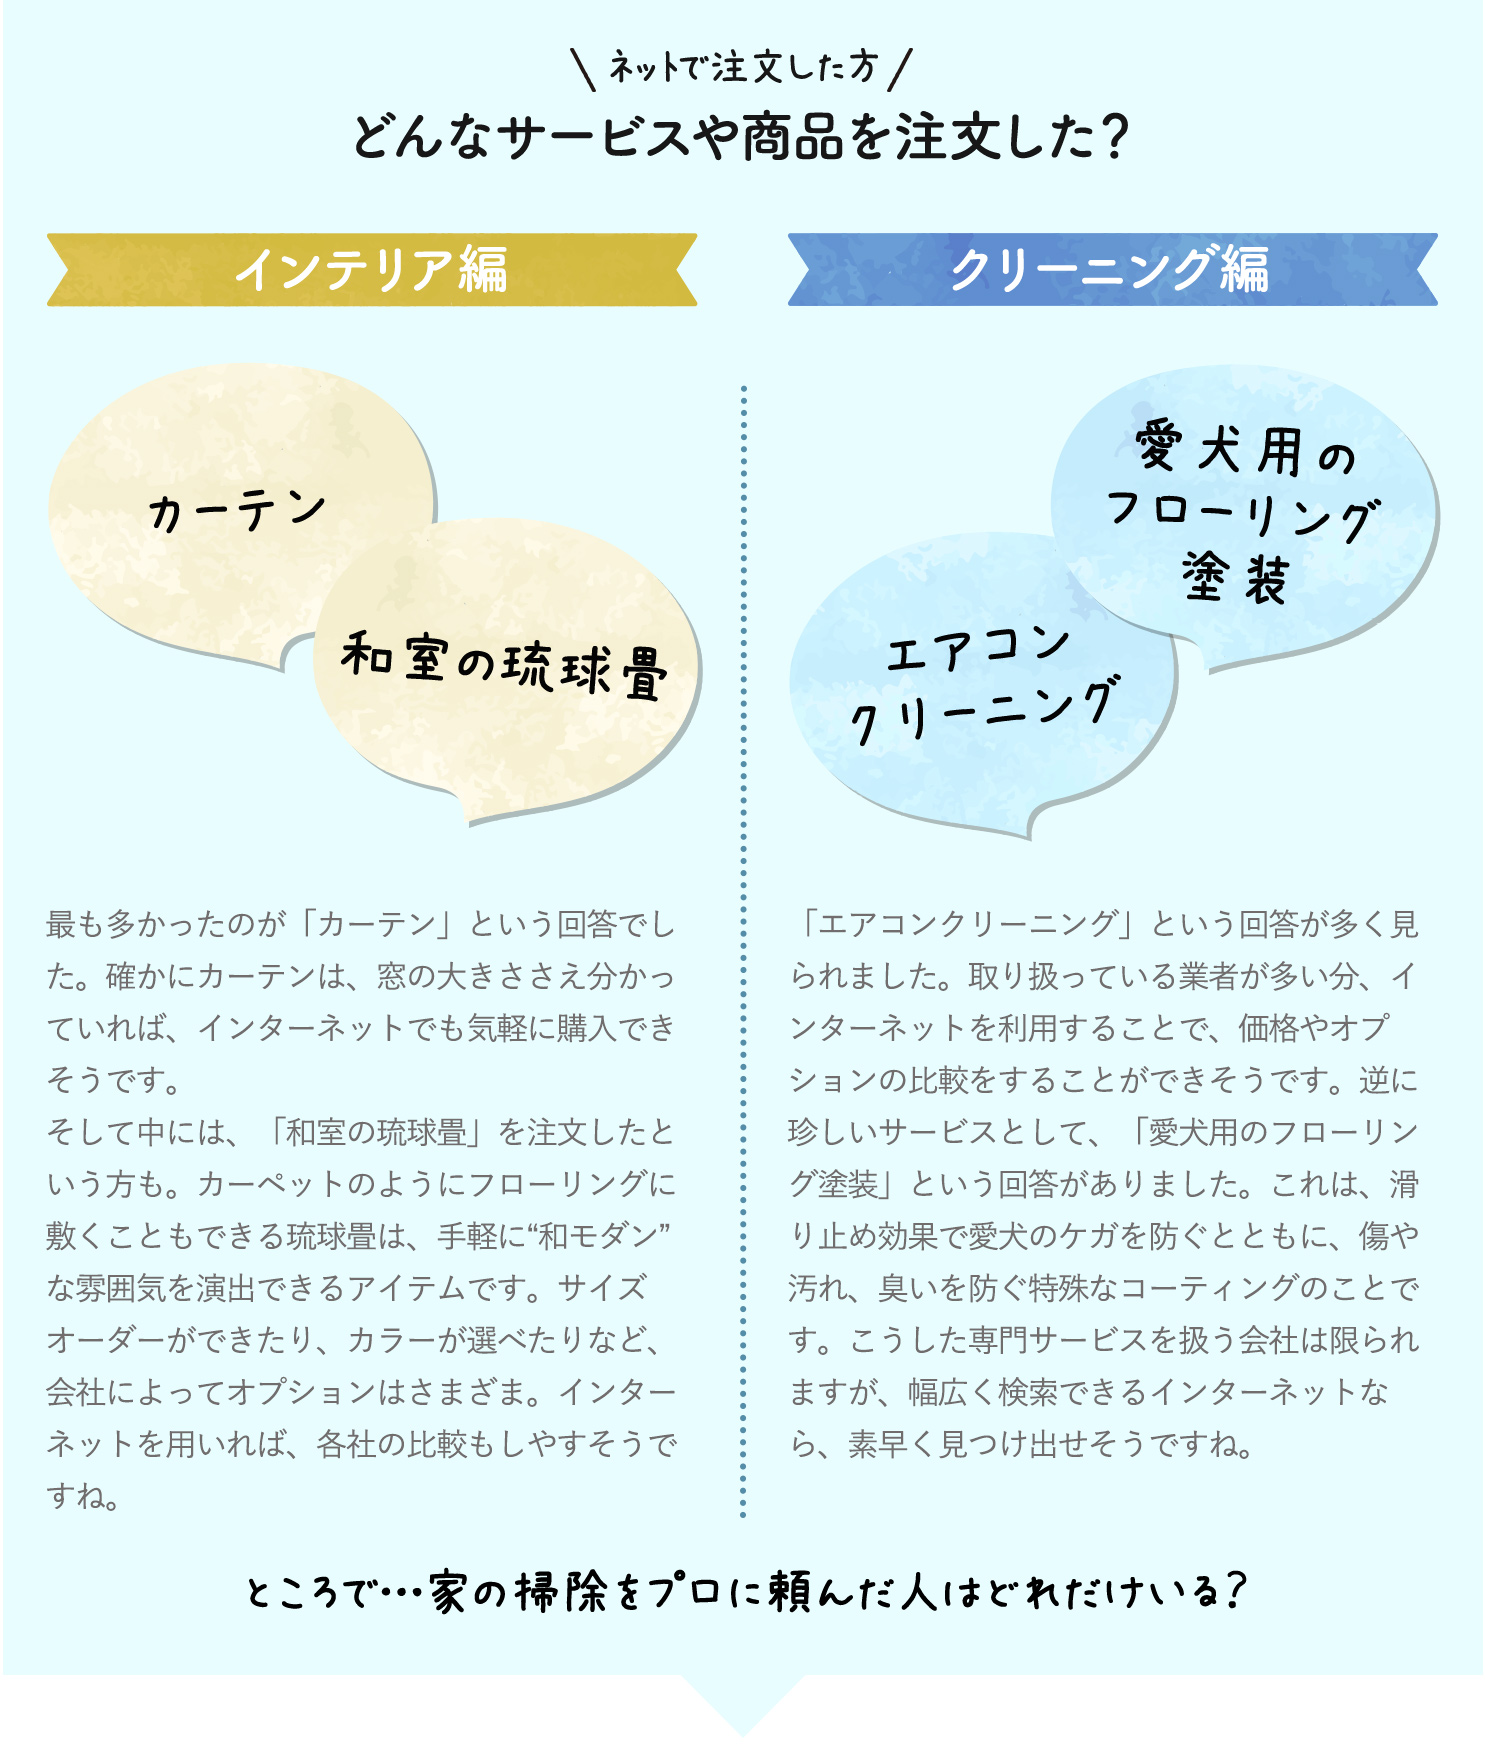 \ ネットで注文した方 /
どんなサービスや商品を注文した？
インテリア編
カーテン
和室の琉球畳
最も多かったのが「カーテン」という回答でし
た。確かにカーテンは、窓の大きささえ分かっ
ていれば、インターネットでも気軽に購入でき
そうです。
そして中には、「和室の琉球畳」を注文したと
いう方も。カーペットのようにフローリングに
敷くこともできる琉球畳は、手軽に“和モダン”
な雰囲気を演出できるアイテムです。サイズ
オーダーができたり、カラーが選べたりなど、
会社によってオプションはさまざま。インター
ネットを用いれば、各社の比較もしやすそうで
すね。
クリーニング編
愛犬用の
フローリング
塗装
エアコン
クリーニング
「エアコンクリーニング」という回答が多く見
られました。取り扱っている業者が多い分、イ
ンターネットを利用することで、価格やオプ
ションの比較をすることができそうです。逆に
珍しいサービスとして、「愛犬用のフローリン
グ塗装」という回答がありました。これは、滑
り止め効果で愛犬のケガを防ぐとともに、傷や
汚れ、臭いを防ぐ特殊なコーティングのことで
す。こうした専門サービスを扱う会社は限られ
ますが、幅広く検索できるインターネットな
ら、素早く見つけ出せそうですね。
ところで…家の掃除をプロに頼んだ人はどれだけいる？